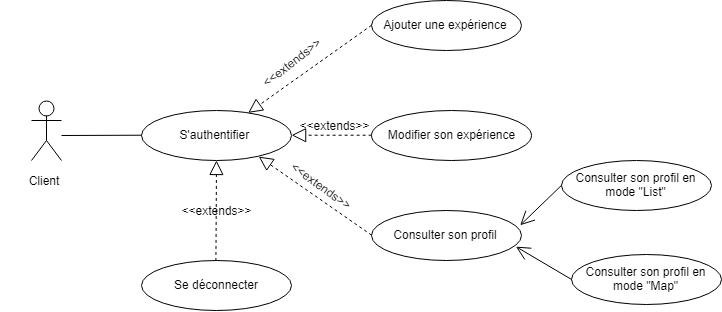 Ajouter une expérience
<<extends>>
Client
S'authentifier
<<extends>>
Modifier son expérience
<<extends>>
Consulter son profil en
mode "List"
<<extends>>
Consulter son profil
Consulter son profil en
mode "Map"
Se déconnecter